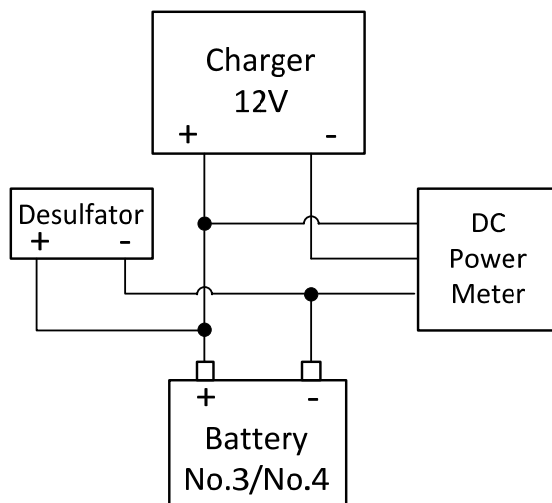 Charger
12V
+ -
Desulfator
+ -
DC
Power
Meter
+ -
Battery
No.3/No.4